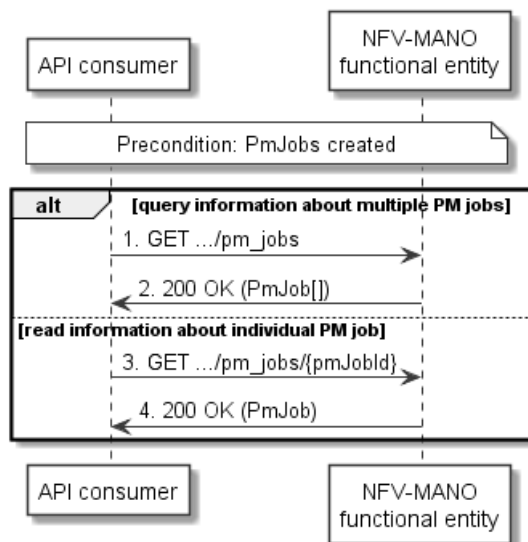 API consumer
NFV-MANO
functional entity
Precondition: PmJobs created
alt
[query information about multiple PM jobs]
1. GET .../pm_jobs
2. 200 OK (PmJob[])
[read information about individual PM job]
3. GET .../pm_jobs/{pmJobId}
4. 200 OK (PmJob)
API consumer
NFV-MANO
functional entity